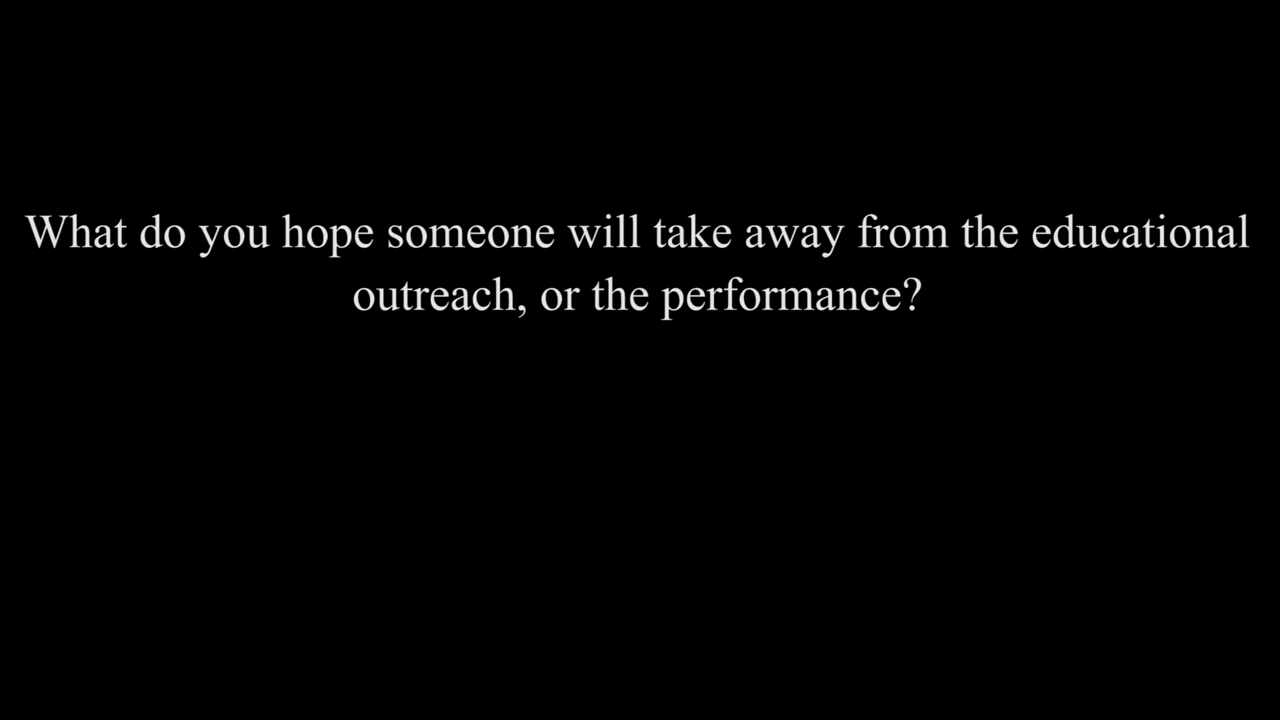 What do you hope someone will take away from the educational
outreach, or the performance?